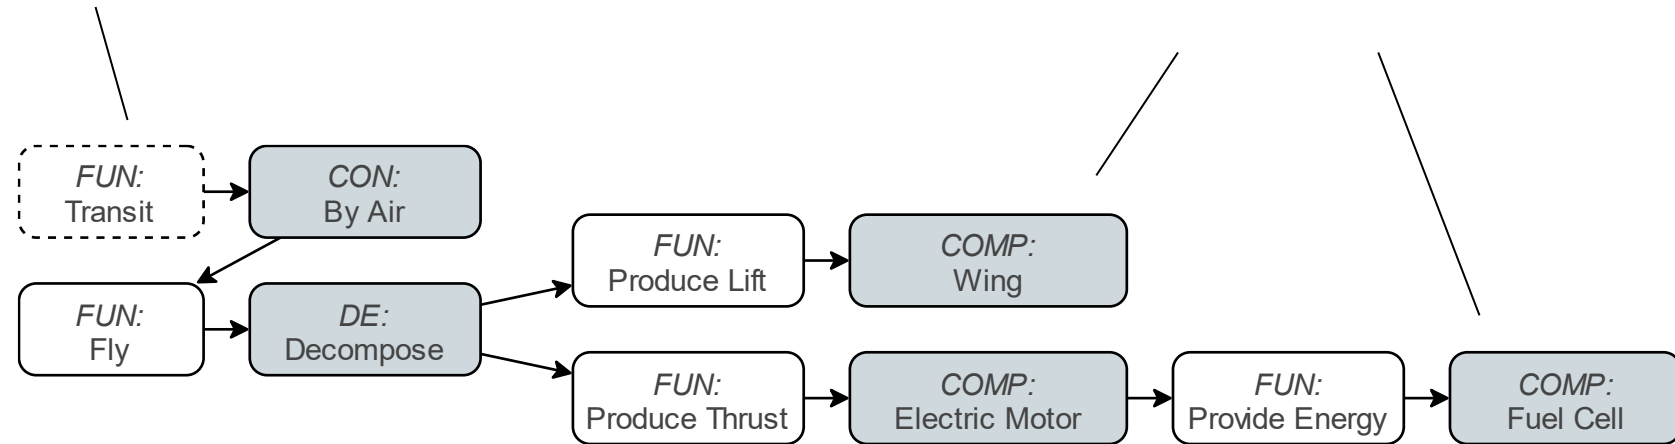 FUN:
Transit
CON:
By Air
FUN:
Produce Lift
COMP:
Wing
FUN:
Fly
DE:
Decompose
FUN:
Produce Thrust
COMP:
Electric Motor
FUN:
Provide Energy
COMP:
Fuel Cell